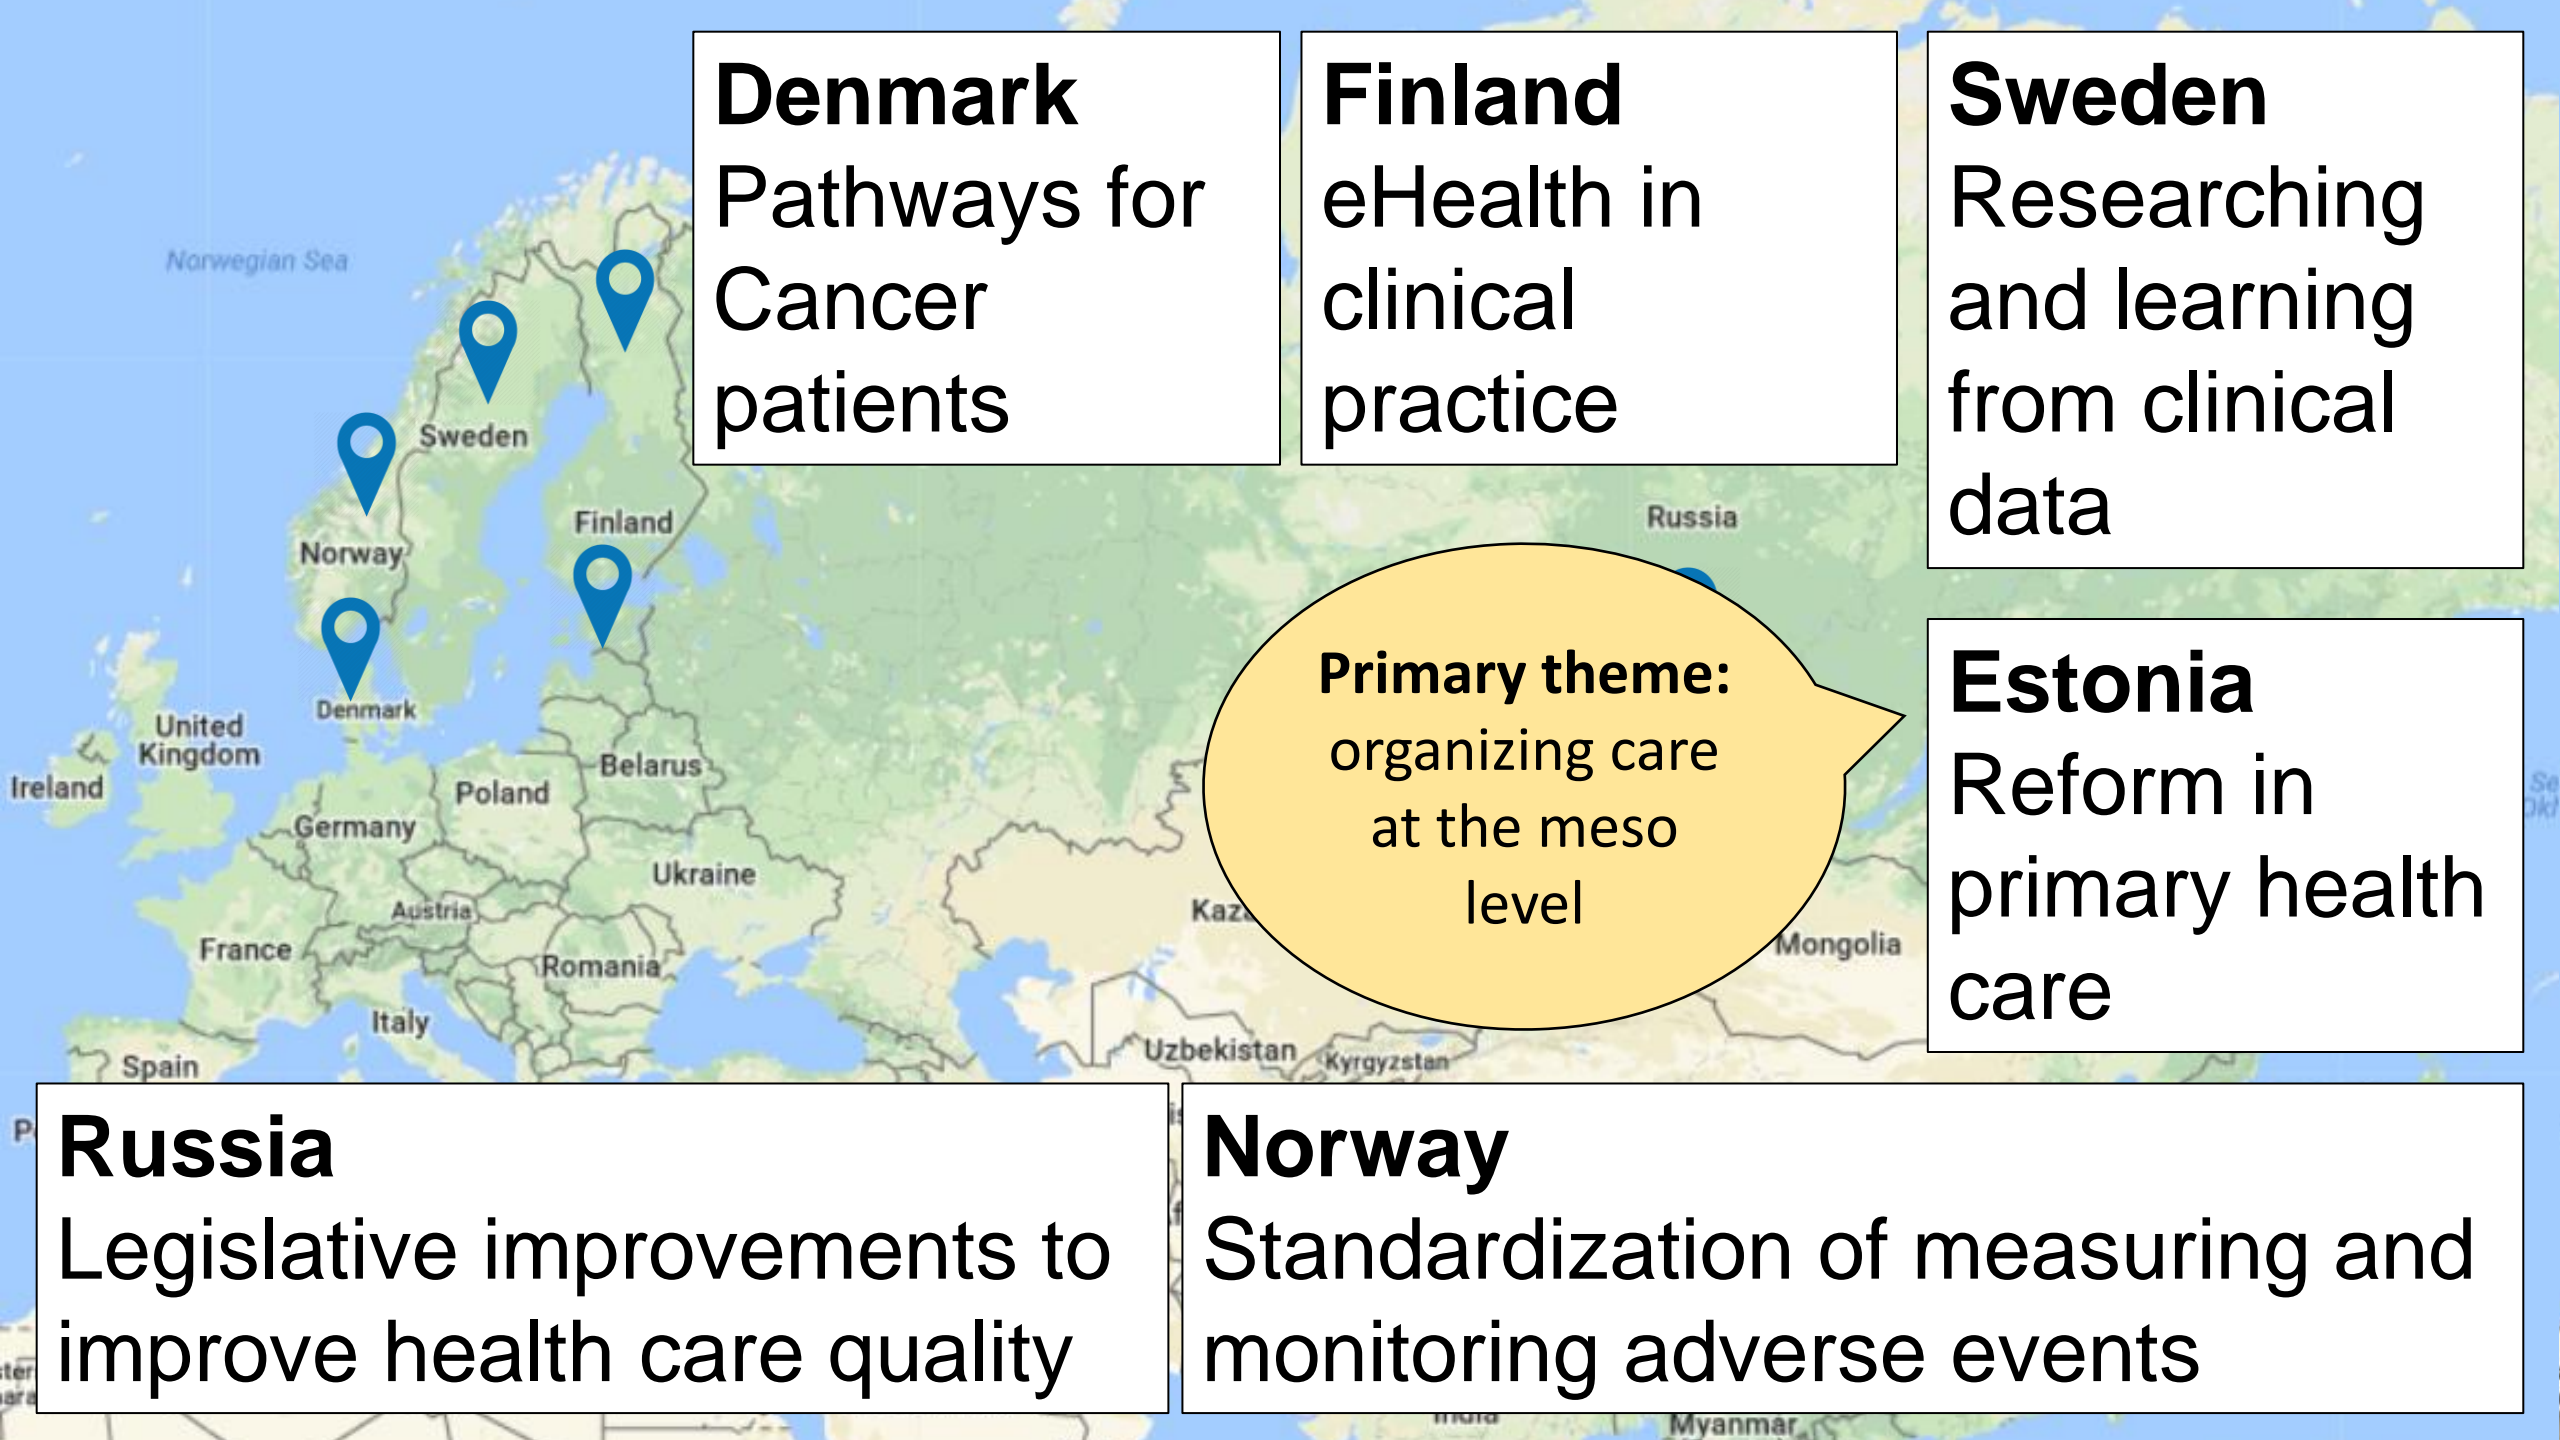 Denmark
Pathways for
Cancer
patients
Finland
eHealth in
clinical
practice
Sweden
Researching
and learning
from clinical
data
Norwegian Sea
Sweden
Finland
Norway
Russia
Denmark
United
Kingdom
Ireland
Belarus
Poland
Germany
Ukraine
Austria
France
Romania
Italy
Spain
Mongolia
Uzbekistan
Kyrgyzstan
Primary theme:
organizing care
at the meso
level
Estonia
Reform in
primary health
care
Russia
Legislative improvements to
improve health care quality
Norway
Standardization of measuring and
monitoring adverse events
Myanmar